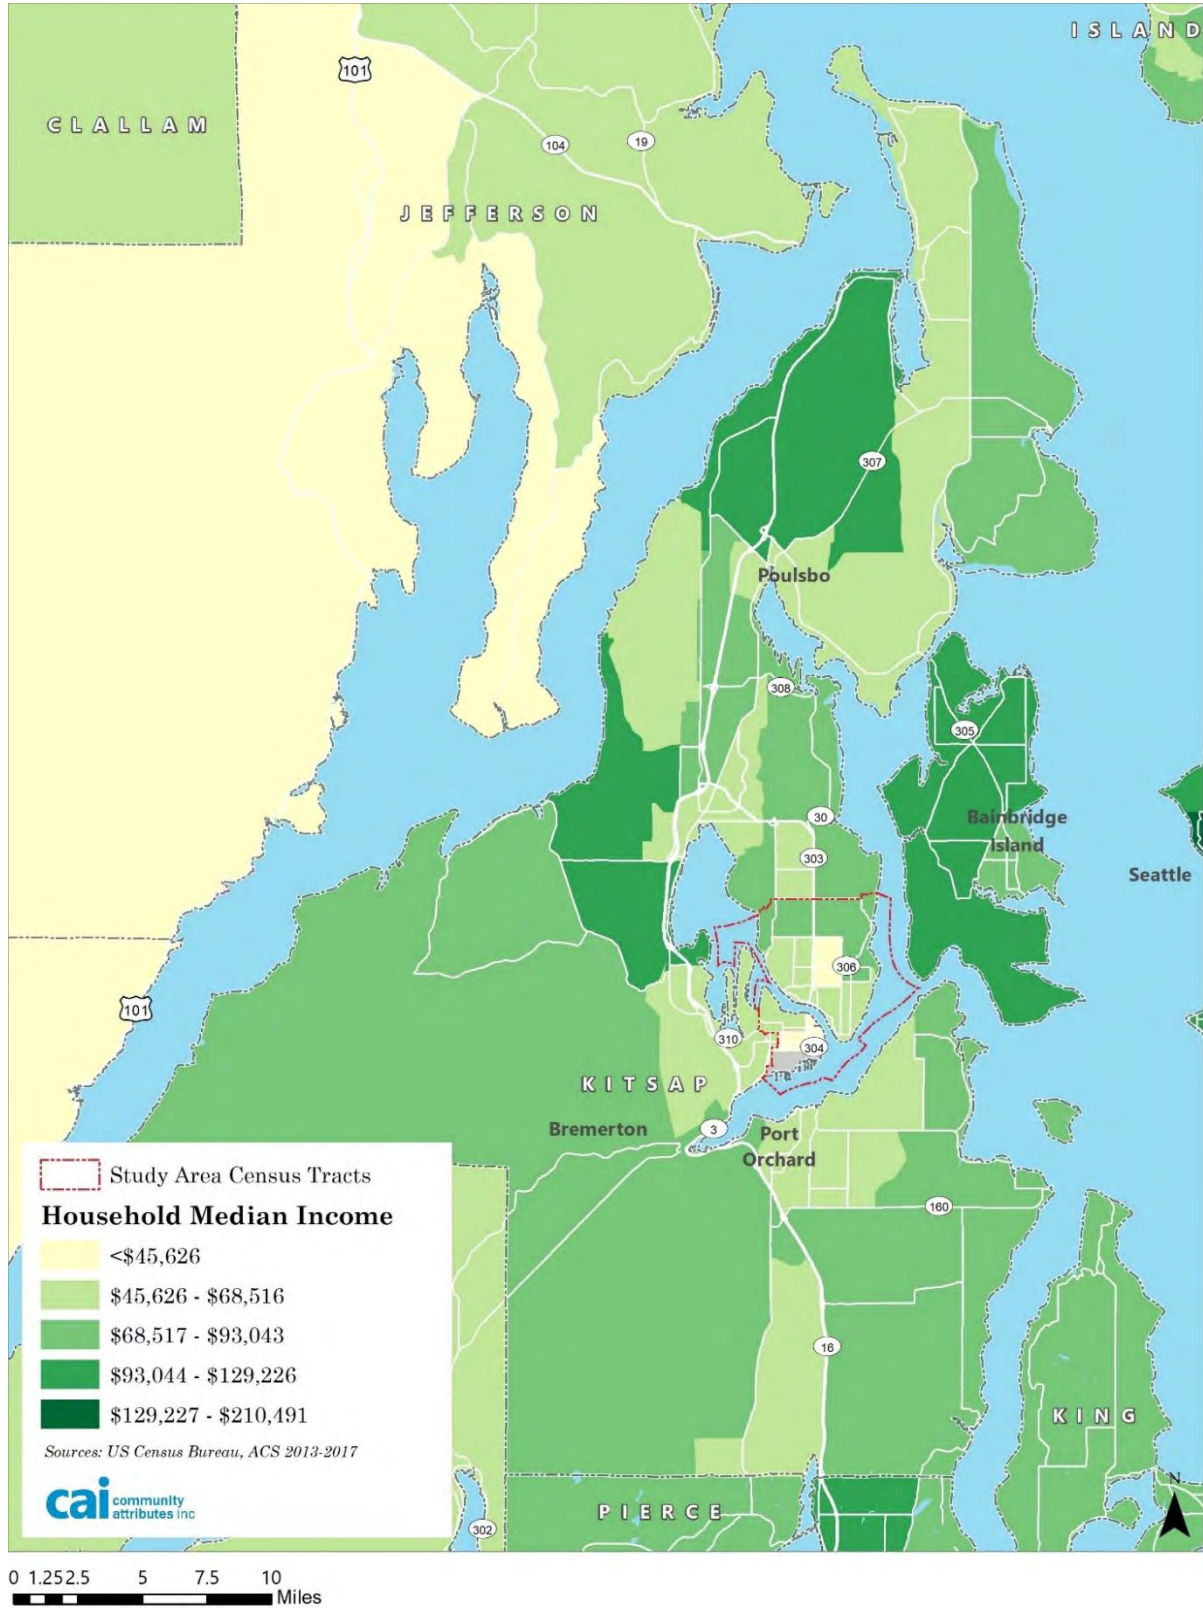 ISLAND
101
CLALLAM
104
19
JEFFERSON
307
Poulsbo
308
305
30
Bainbridge
Island
303
Seattle
306
101
310
304
KITSAP
Bremerton
3
Port
Orchard
160
16
KING
PIERCE
302
N
Study Area Census Tracts
Household Median Income
<$45,626
$45,626 - $68,516
$68,517 - $93,043
$93,044 - $129,226
$129,227 - $210,491
Sources: US Census Bureau, ACS 2013-2017
cai community
attributes inc
0 1.25 2.5 5 7.5 10
Miles